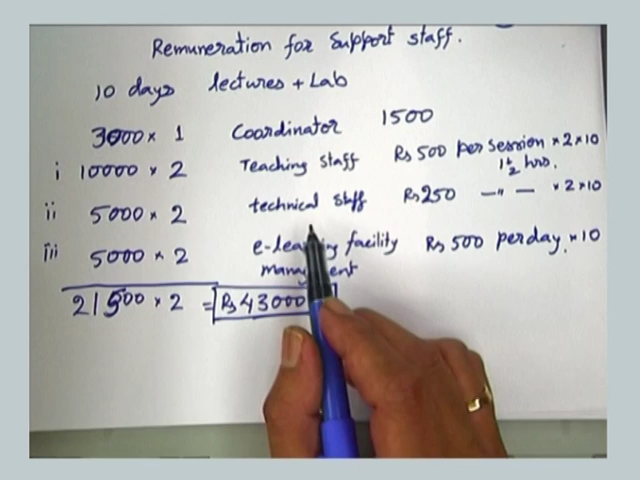 Remuneration for Support staff.
10 days lectures + Lab
3000 × 1 Coordinator 1500
i 10000 × 2 Teaching staff Rs 500 per session × 2 × 10
1 1/2 hrs.
ii 5000 × 2 technical staff Rs 250 —〃— × 2 × 10
iii 5000 × 2 e-learning facility Rs 500 per day × 10
management
21500 × 2 = Rs 43000